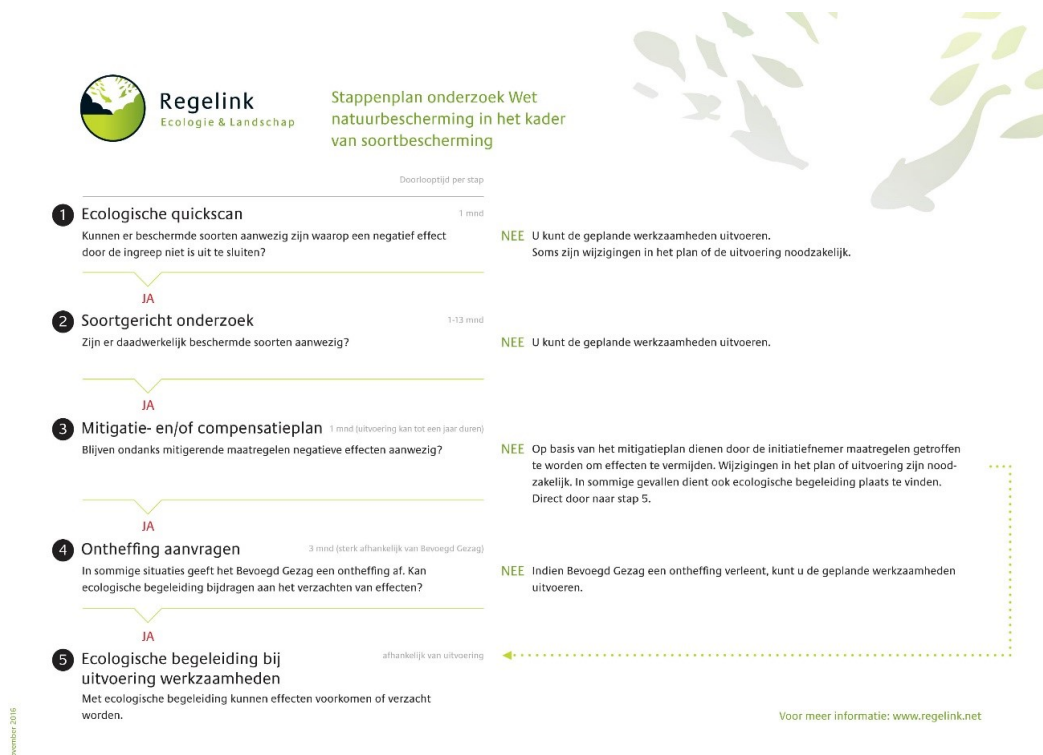 Regelink
Ecologie & Landschap
Stappenplan onderzoek Wet
natuurbescherming in het kader
van soortbescherming
Doorlooptijd per stap
1 Ecologische quickscan 1 mnd
Kunnen er beschermde soorten aanwezig zijn waarop een negatief effect
door de ingreep niet is uit te sluiten?
NEE U kunt de geplande werkzaamheden uitvoeren.
Soms zijn wijzigingen in het plan of de uitvoering noodzakelijk.
JA
2 Soortgericht onderzoek 1-13 mnd
Zijn er daadwerkelijk beschermde soorten aanwezig?
NEE U kunt de geplande werkzaamheden uitvoeren.
JA
3 Mitigatie- en/of compensatieplan 1 mnd (uitvoering kan tot een jaar duren)
Blijven ondanks mitigerende maatregelen negatieve effecten aanwezig?
NEE Op basis van het mitigatieplan dienen door de initiatiefnemer maatregelen getroffen
te worden om effecten te vermijden. Wijzigingen in het plan of uitvoering zijn nood-
zakelijk. In sommige gevallen dient ook ecologische begeleiding plaats te vinden.
Direct door naar stap 5.
JA
4 Ontheffing aanvragen 3 mnd (sterk afhankelijk van Bevoegd Gezag)
In sommige situaties geeft het Bevoegd Gezag een ontheffing af. Kan
ecologische begeleiding bijdragen aan het verzachten van effecten?
NEE Indien Bevoegd Gezag een ontheffing verleent, kunt u de geplande werkzaamheden
uitvoeren.
JA
5 Ecologische begeleiding bij
uitvoering werkzaamheden
afhankelijk van uitvoering
Met ecologische begeleiding kunnen effecten voorkomen of verzacht
worden.
Voor meer informatie: www.regelink.net
2016